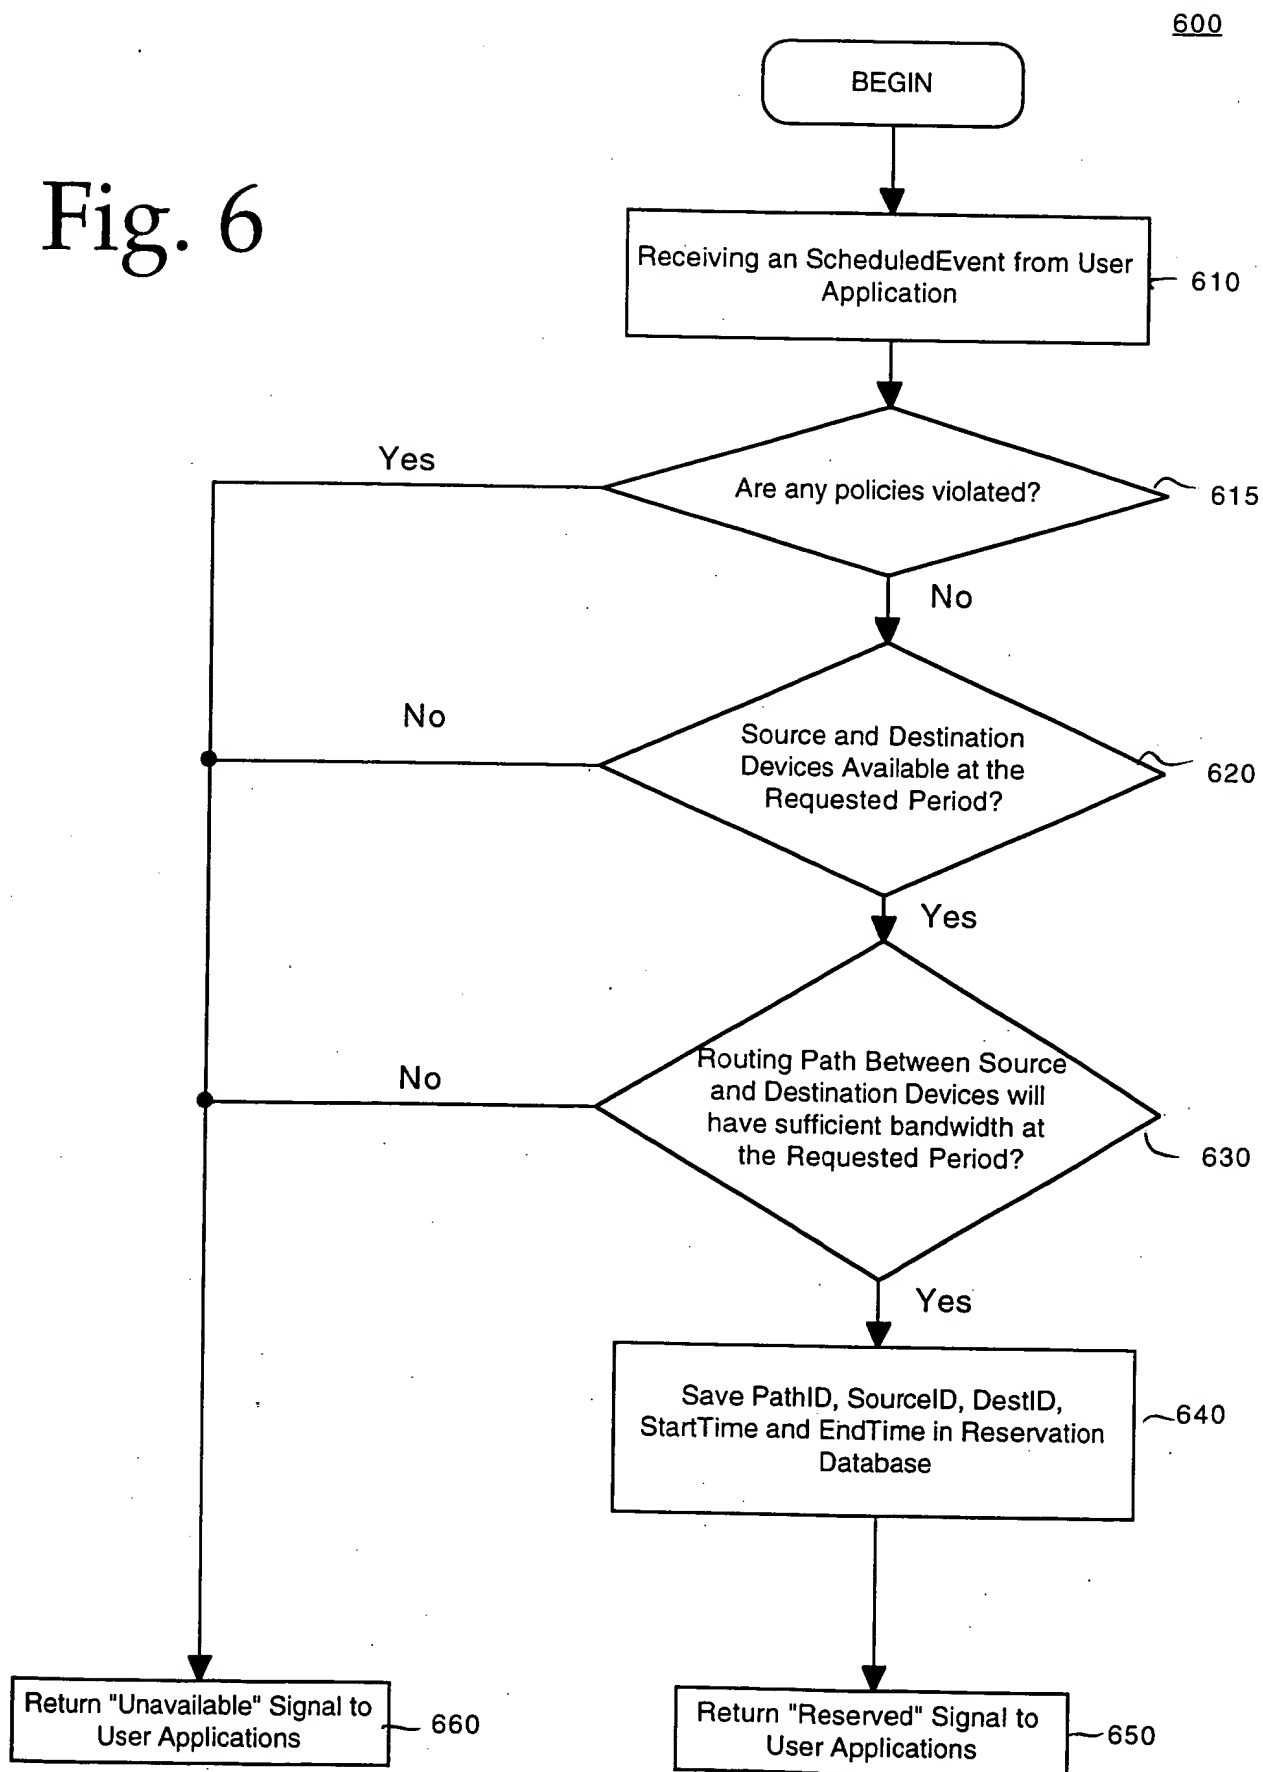 600
BEGIN
Fig. 6
Receiving an ScheduledEvent from User
Application
610
Yes
Are any policies violated?
615
No
No
Source and Destination
Devices Available at the
Requested Period?
620
Yes
No
Routing Path Between Source
and Destination Devices will
have sufficient bandwidth at
the Requested Period?
630
Yes
Save PathID, SourceID, DestID,
StartTime and EndTime in Reservation
Database
640
Return "Unavailable" Signal to
User Applications
660
Return "Reserved" Signal to
User Applications
650